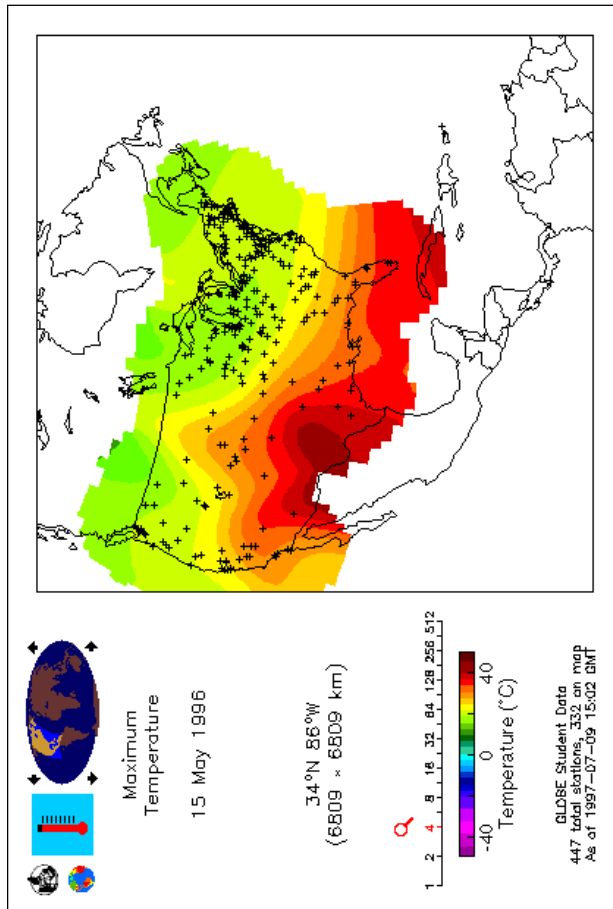 Maximum
Temperature
15 May 1996
34°N 86°W
(6809 × 6809 km)
1 2 4 8 16 32 64 128 256 512
-40 0 40
Temperature (°C)
GLOBE Student Data
447 total stations, 332 on map
As of 1997-07-09 15:02 GMT